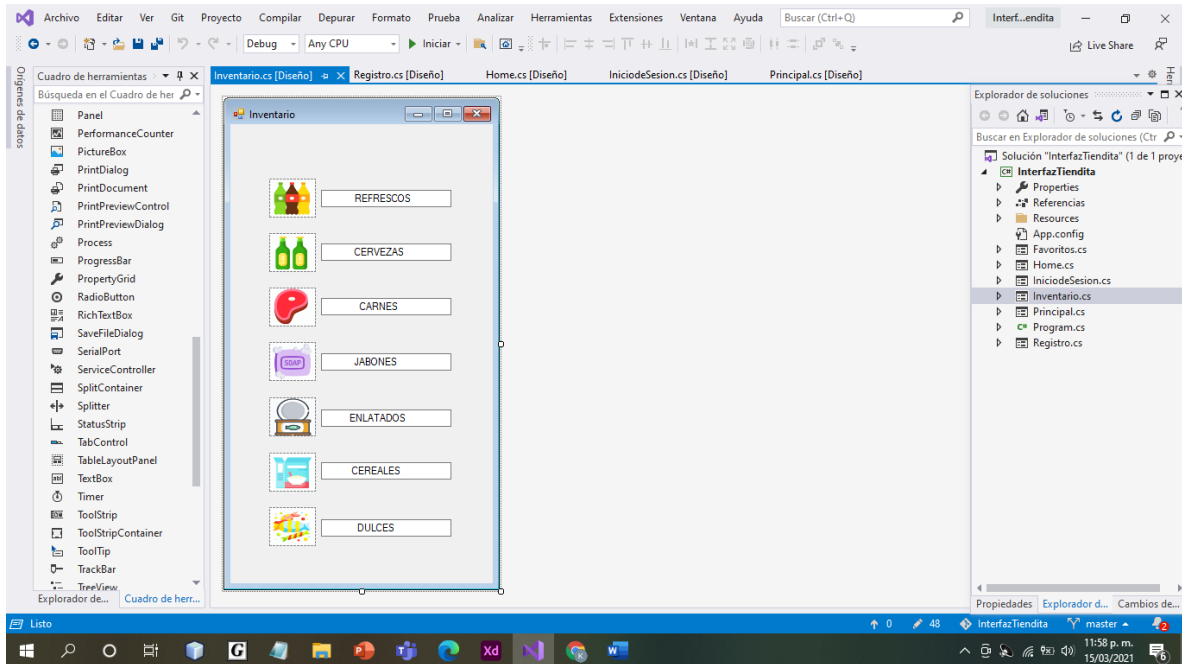 Archivo Editar Ver Git Proyecto Compilar Depurar Formato Prueba Analizar Herramientas Extensiones Ventana Ayuda Buscar (Ctrl+Q) Interf...endita
Debug Any CPU Iniciar Live Share
Orígenes de datos
Cuadro de herramientas
Búsqueda en el Cuadro de her
Panel
PerformanceCounter
PictureBox
PrintDialog
PrintDocument
PrintPreviewControl
PrintPreviewDialog
Process
ProgressBar
PropertyGrid
RadioButton
RichTextBox
SaveFileDialog
SerialPort
ServiceController
SplitContainer
Splitter
StatusStrip
TabControl
TableLayoutPanel
TextBox
Timer
ToolStrip
ToolStripContainer
ToolTip
TrackBar
TreeView
Explorador de... Cuadro de herr...
Inventario.cs [Diseño] Registro.cs [Diseño] Home.cs [Diseño] IniciodeSesion.cs [Diseño] Principal.cs [Diseño]
Inventario
REFRESCOS
CERVEZAS
CARNES
SOAP
JABONES
ENLATADOS
CEREALES
DULCES
Herr
Explorador de soluciones
Buscar en Explorador de soluciones (Ctr
Solución "InterfazTiendita" (1 de 1 proye
C# InterfazTiendita
Properties
Referencias
Resources
App.config
Favoritos.cs
Home.cs
IniciodeSesion.cs
Inventario.cs
Principal.cs
C# Program.cs
Registro.cs
Propiedades Explorador d... Cambios de...
Listo 0 48 InterfazTiendita master 2
G Xd W 11:58 p. m.
15/03/2021 6